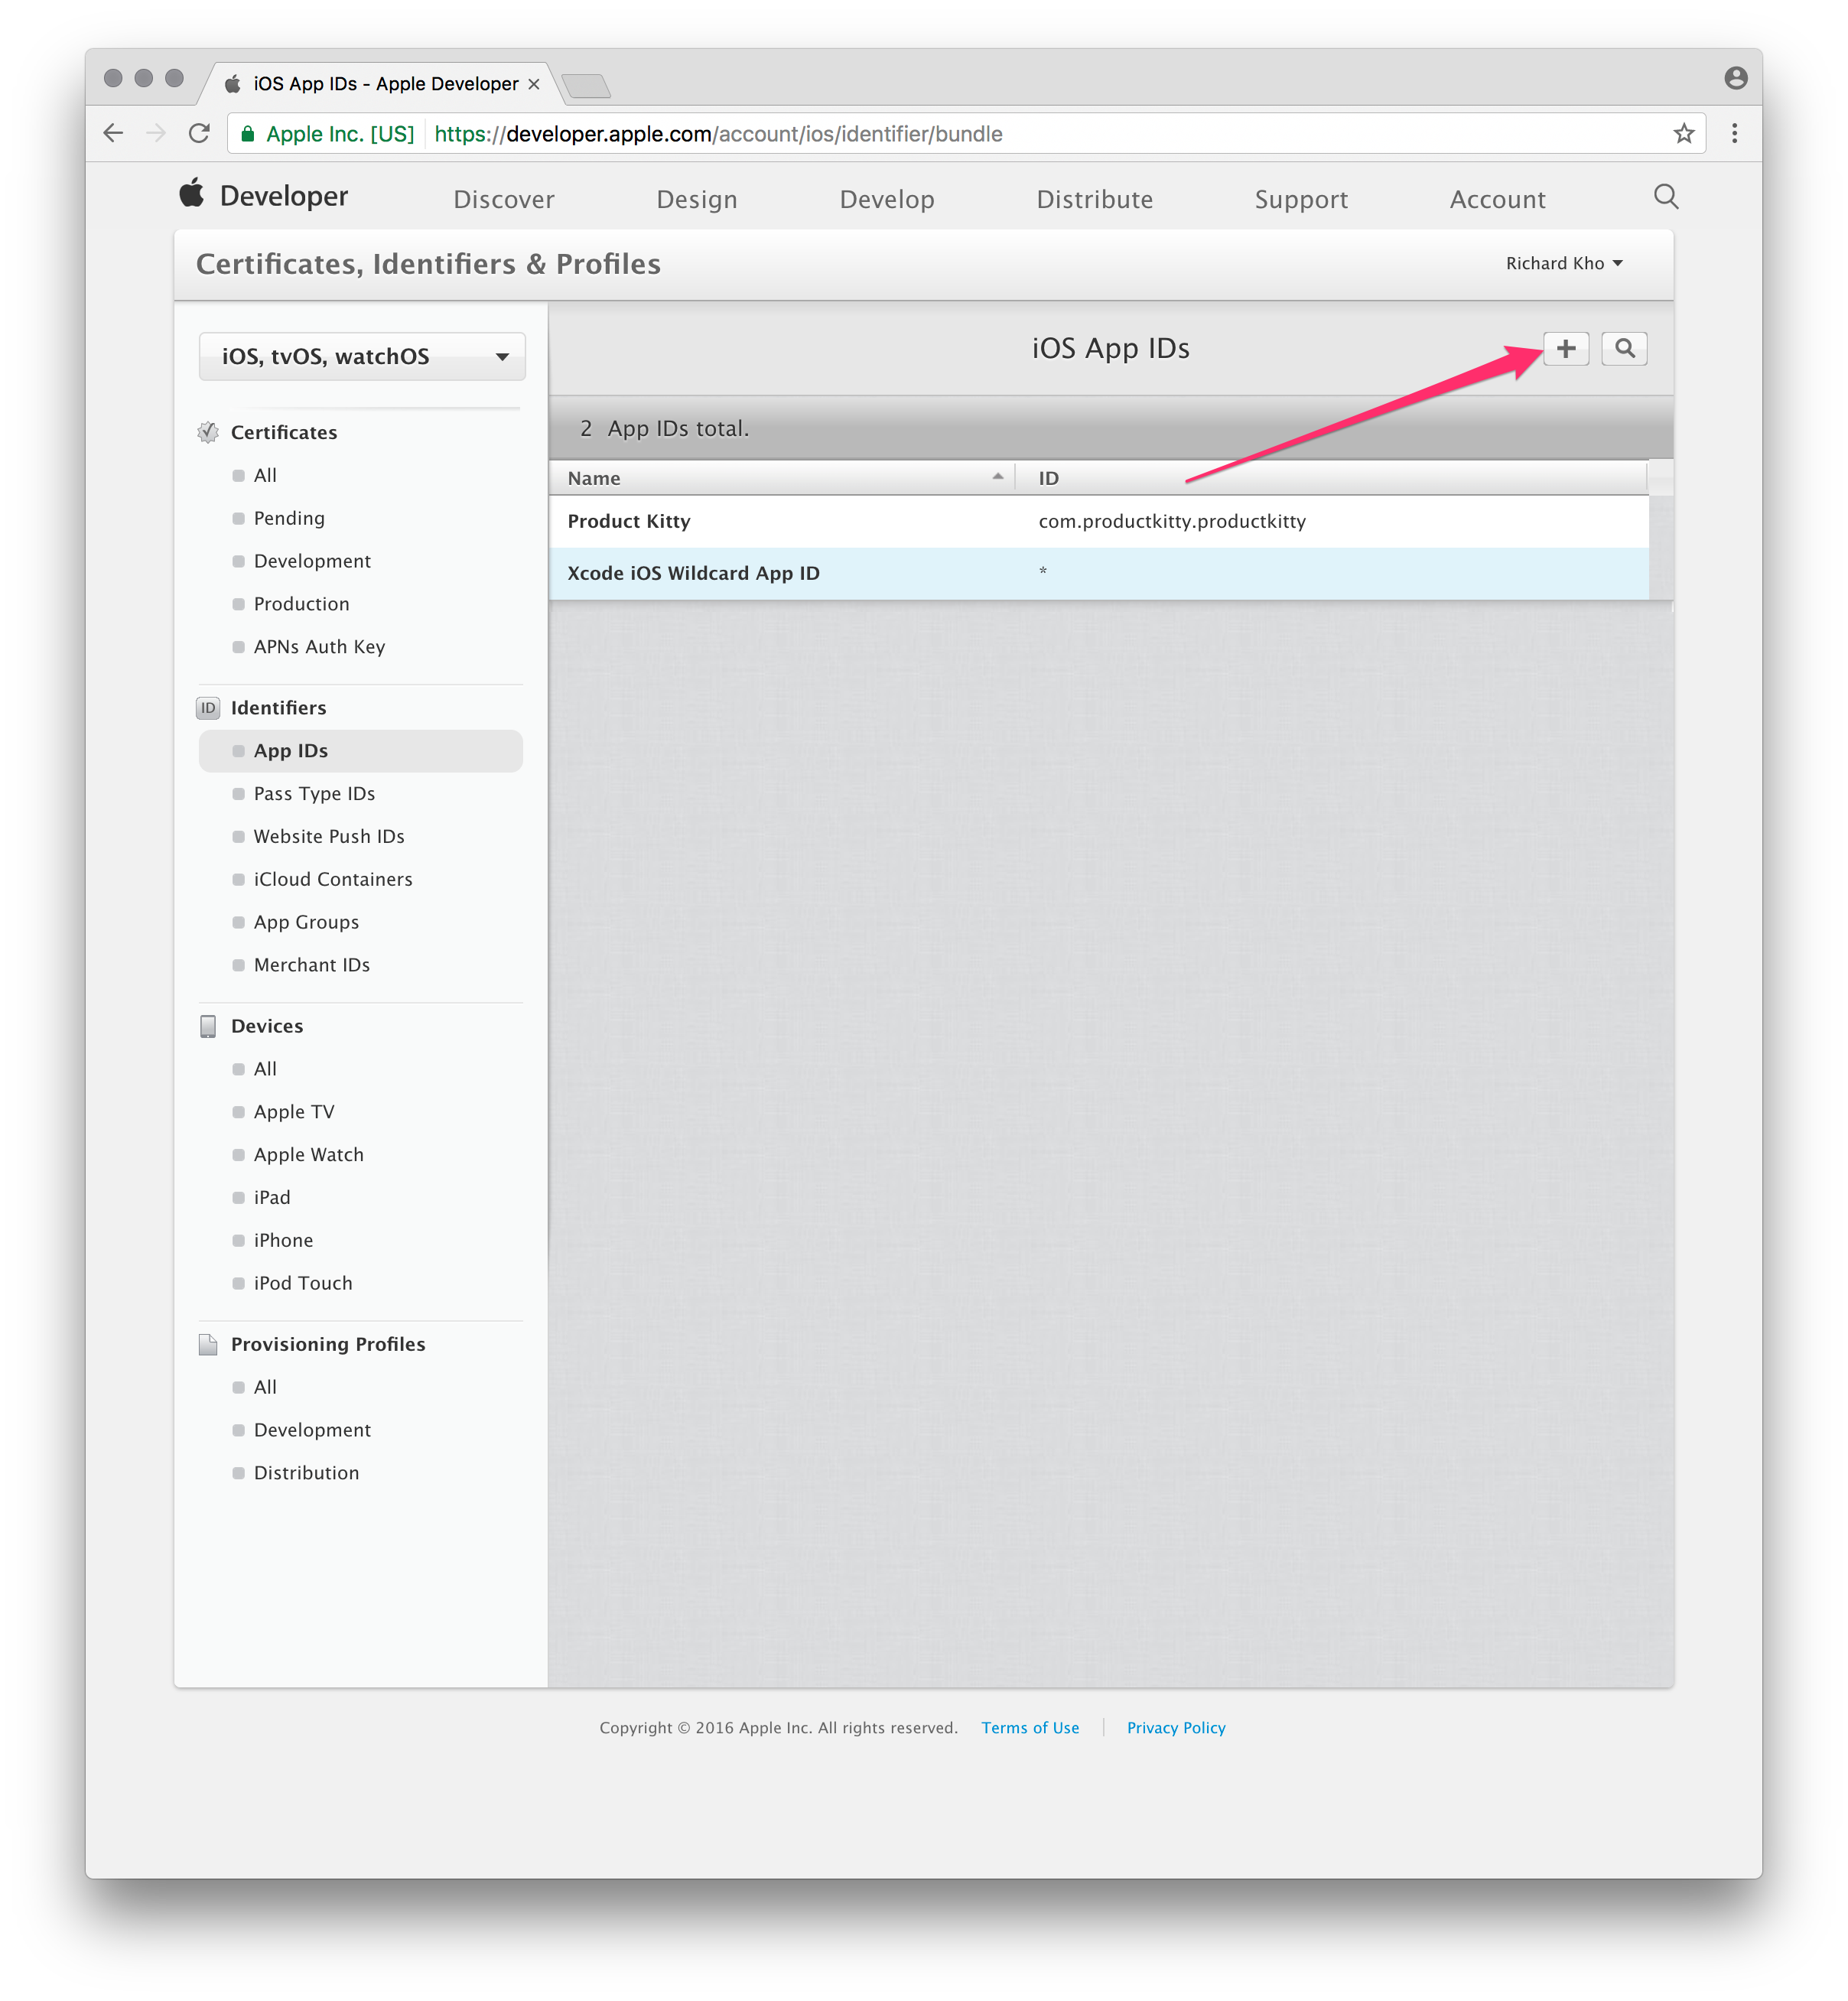 iOS App IDs - Apple Developer
Apple Inc. [US] https://developer.apple.com/account/ios/identifier/bundle
Developer Discover Design Develop Distribute Support Account
Certificates, Identifiers & Profiles
Richard Kho
iOS, tvOS, watchOS
iOS App IDs
2 App IDs total.
Name ID
Product Kitty com.productkitty.productkitty
Xcode iOS Wildcard App ID *
Certificates
All
Pending
Development
Production
APNs Auth Key
ID Identifiers
App IDs
Pass Type IDs
Website Push IDs
iCloud Containers
App Groups
Merchant IDs
Devices
All
Apple TV
Apple Watch
iPad
iPhone
iPod Touch
Provisioning Profiles
All
Development
Distribution
Copyright © 2016 Apple Inc. All rights reserved. Terms of Use Privacy Policy